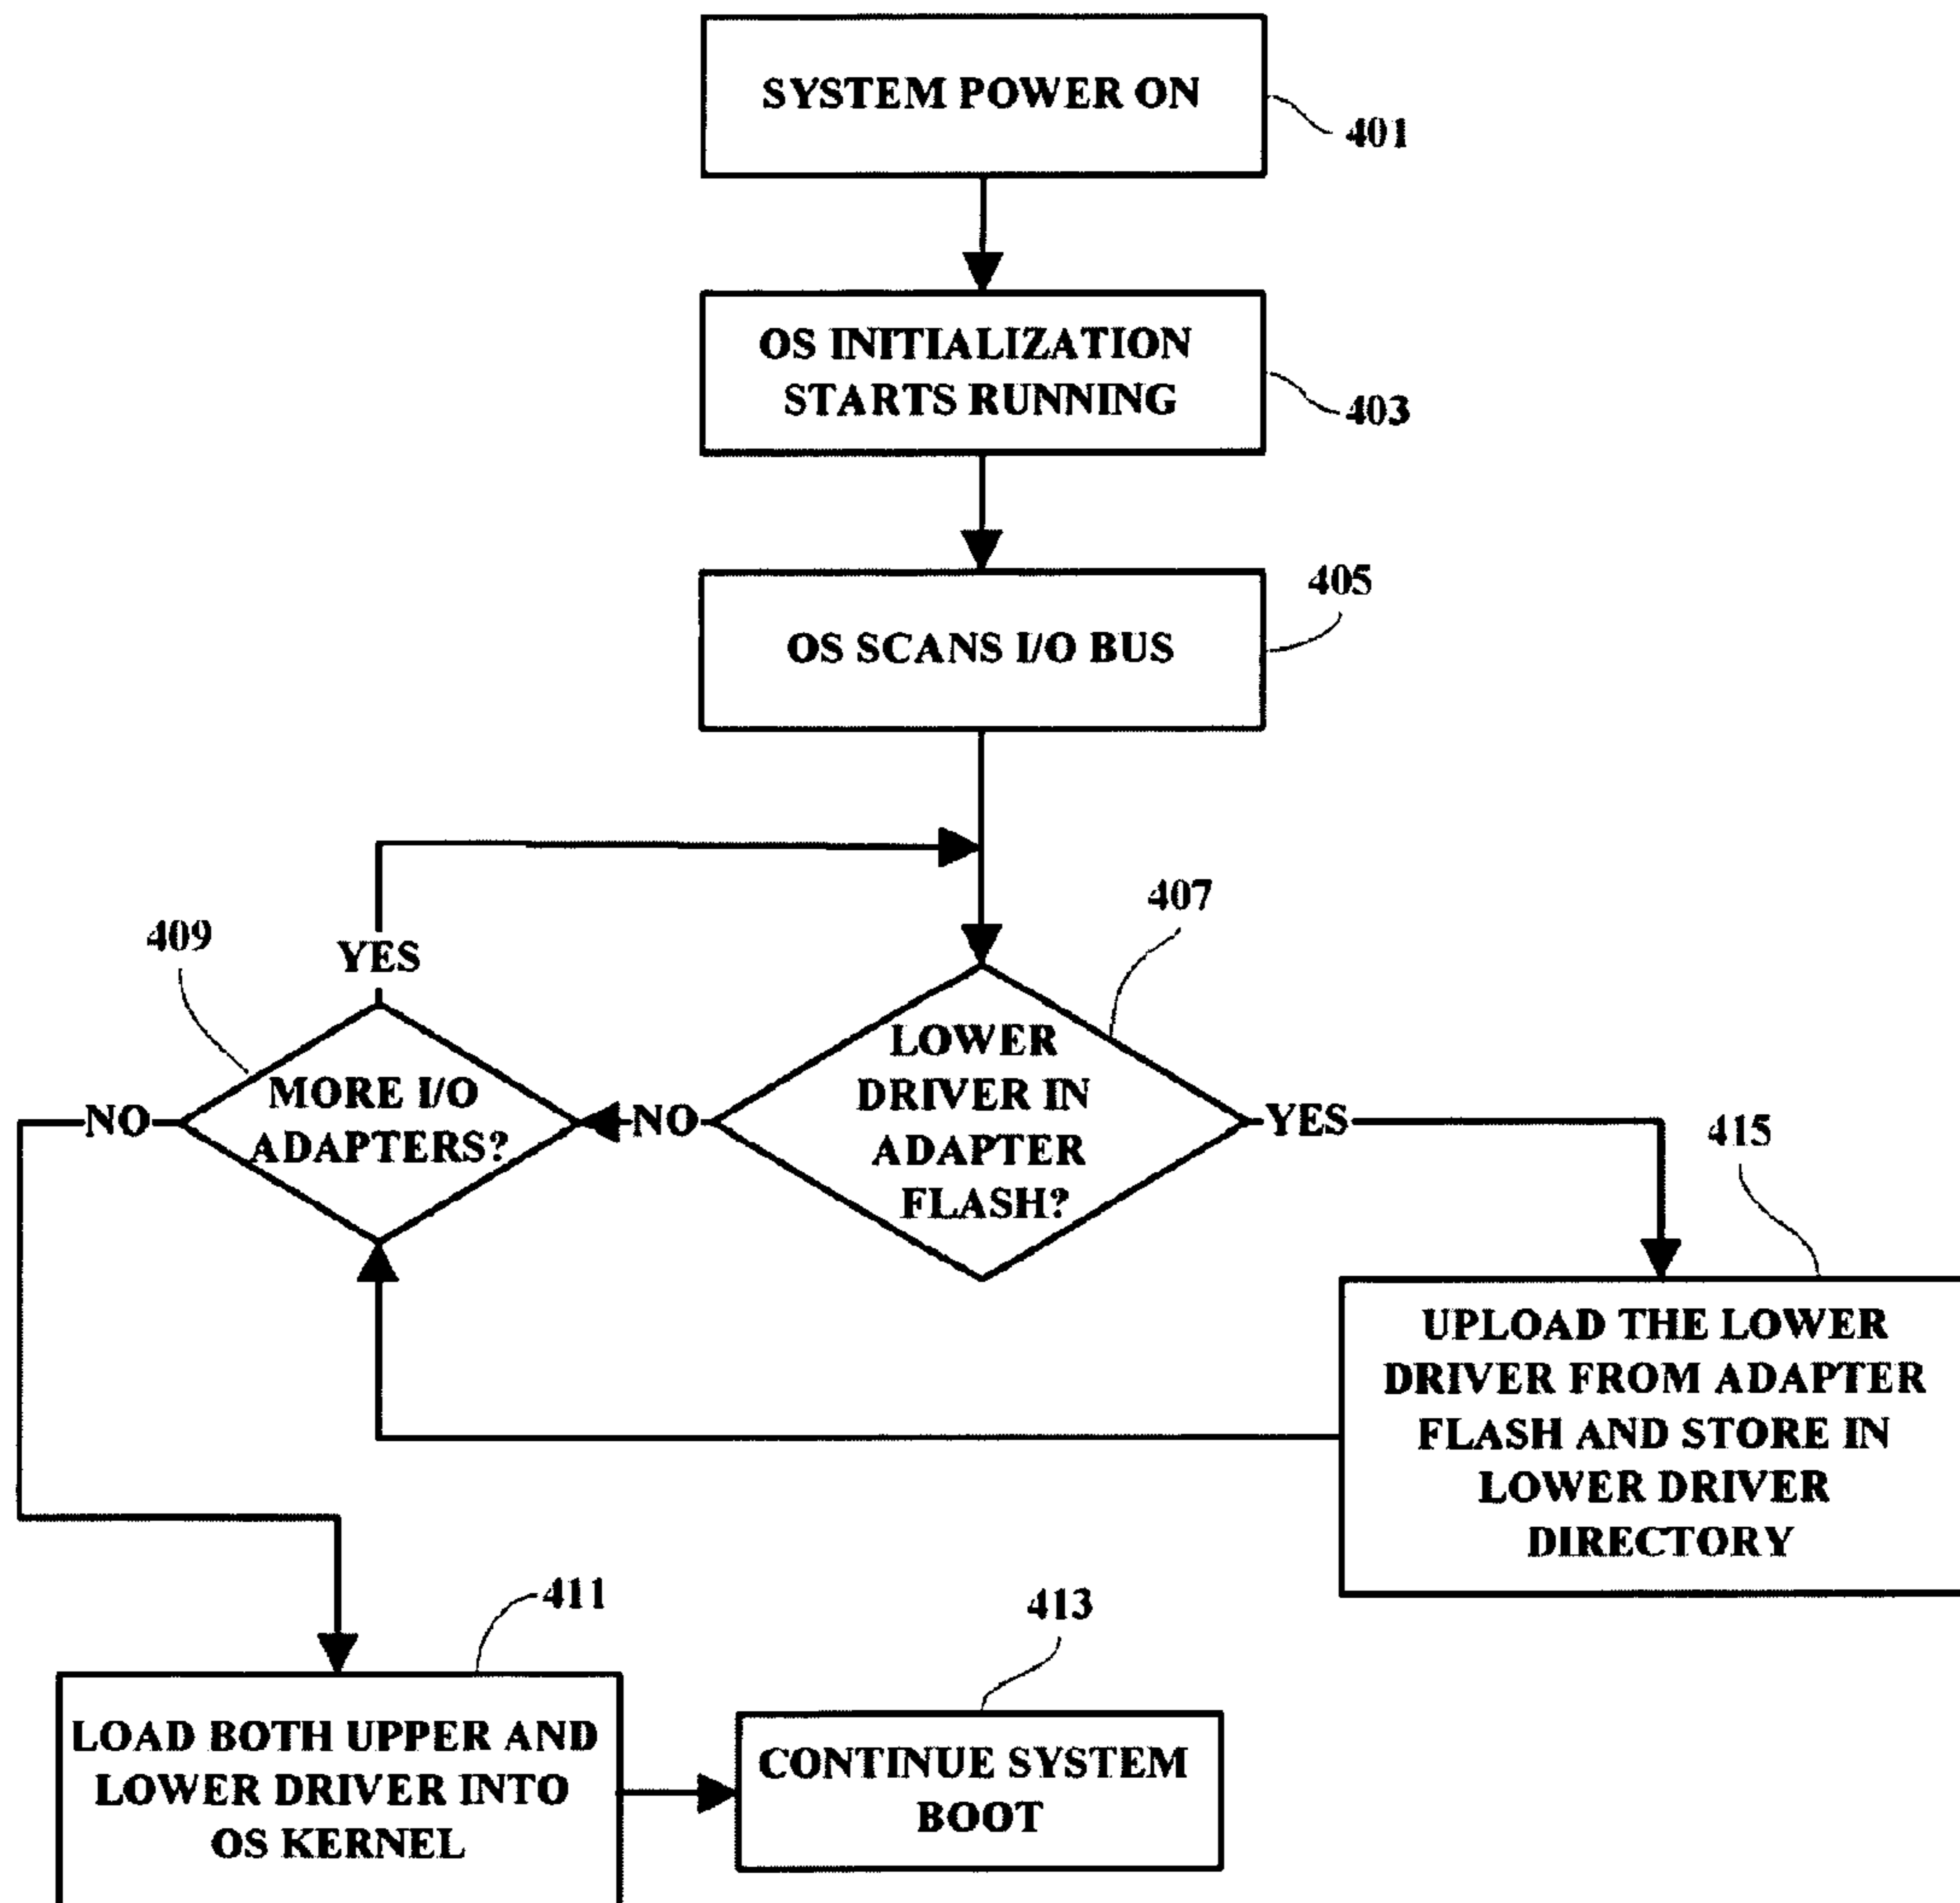 SYSTEM POWER ON
401
OS INITIALIZATION
STARTS RUNNING
403
405
OS SCANS I/O BUS
407
409
YES
LOWER
DRIVER IN
ADAPTER
FLASH?
MORE I/O
ADAPTERS?
NO
NO
YES
415
UPLOAD THE LOWER
DRIVER FROM ADAPTER
FLASH AND STORE IN
LOWER DRIVER
DIRECTORY
411
413
LOAD BOTH UPPER AND
LOWER DRIVER INTO
OS KERNEL
CONTINUE SYSTEM
BOOT